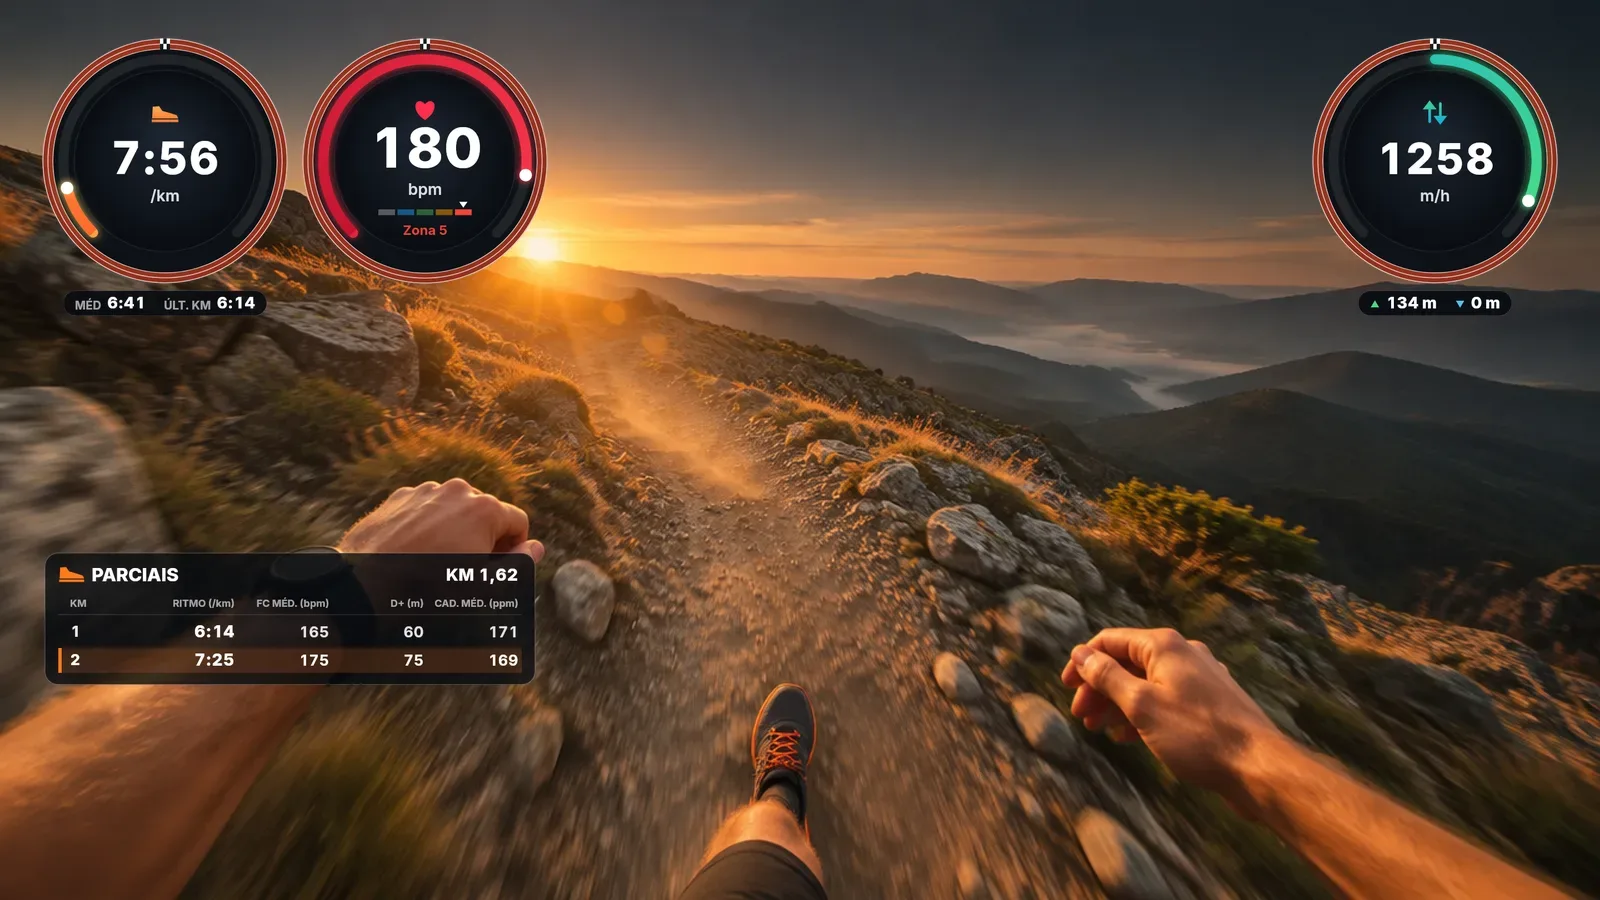 7:56
/km
MÉD 6:41 ÚLT. KM 6:14
180
bpm
Zona 5
1258
m/h
▲ 134 m ▼ 0 m
PARCIAIS KM 1,62
KM RITMO (/km) FC MÉD. (bpm) D+ (m) CAD. MÉD. (ppm)
1 6:14 165 60 171
2 7:25 175 75 169